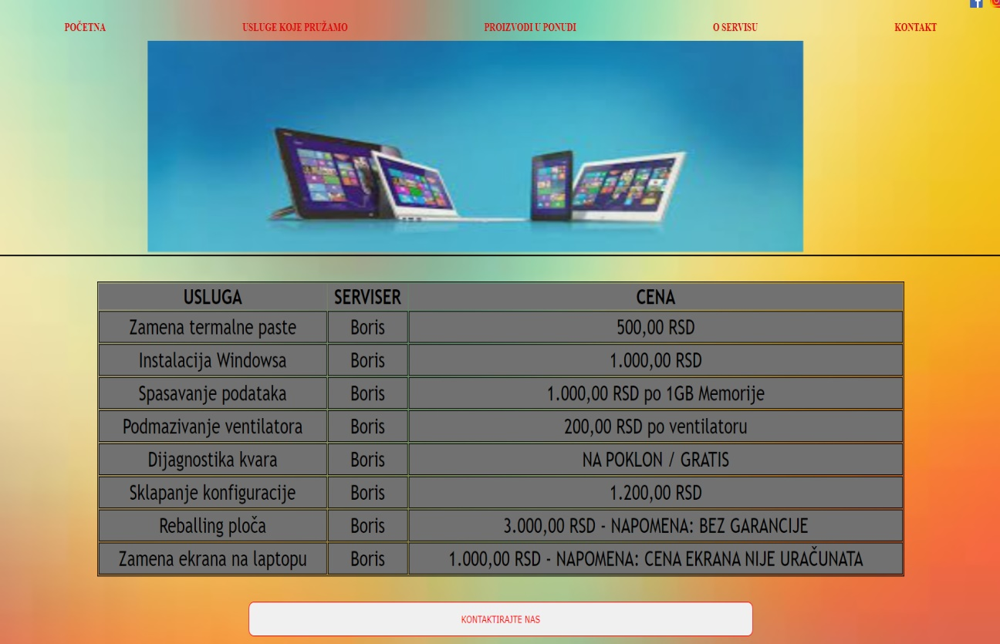 POČETNA USLUGE KOJE PRUŽAMO PROIZVODI U PONUDI O SERVISU KONTAKT
USLUGA SERVISER CENA
Zamena termalne paste Boris 500,00 RSD
Instalacija Windowsa Boris 1.000,00 RSD
Spasavanje podataka Boris 1.000,00 RSD po 1GB Memorije
Podmazivanje ventilatora Boris 200,00 RSD po ventilatoru
Dijagnostika kvara Boris NA POKLON / GRATIS
Sklapanje konfiguracije Boris 1.200,00 RSD
Reballing ploča Boris 3.000,00 RSD - NAPOMENA: BEZ GARANCIJE
Zamena ekrana na laptopu Boris 1.000,00 RSD - NAPOMENA: CENA EKRANA NIJE URAČUNATA
KONTAKTIRAJTE NAS